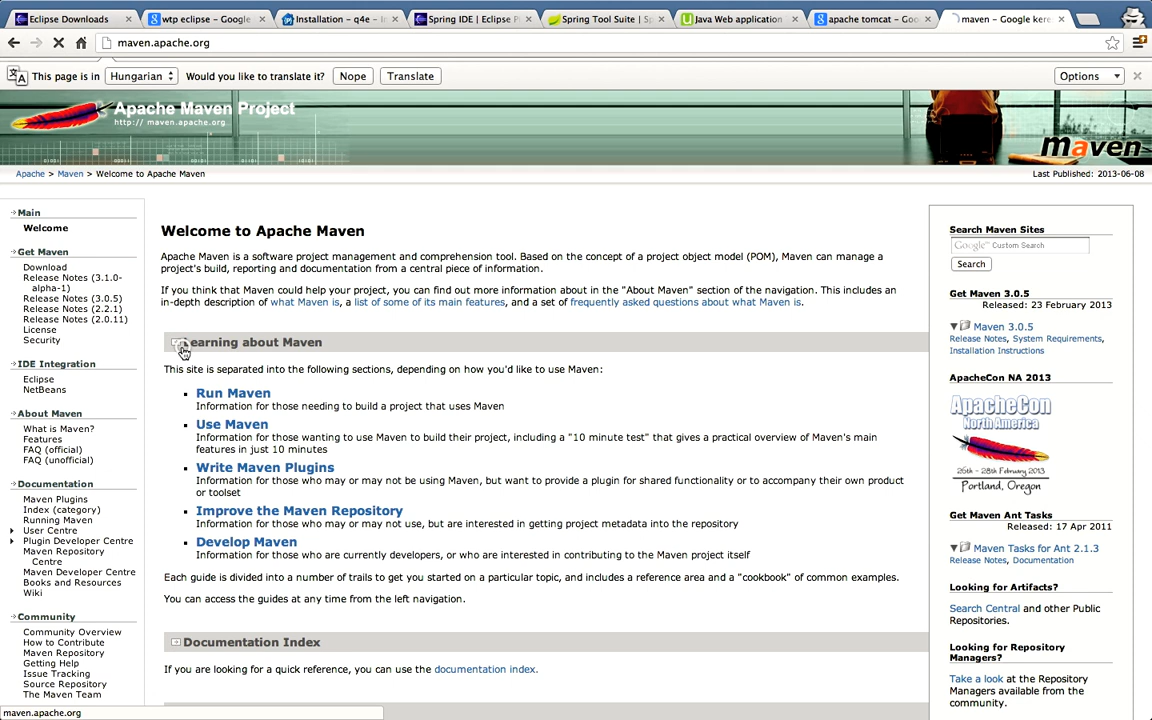 Eclipse Downloads
wtp eclipse - Google
Installation - q4e - I
Spring IDE | Eclipse P
Spring Tool Suite | Sp
Java Web application
apache tomcat - Goo
maven - Google kere
maven.apache.org
This page is in Hungarian Would you like to translate it? Nope Translate Options
Apache Maven Project
http://maven.apache.org
maven
Apache > Maven > Welcome to Apache Maven
Last Published: 2013-06-08
Main
Welcome
Get Maven
Download
Release Notes (3.1.0-
alpha-1)
Release Notes (3.0.5)
Release Notes (2.2.1)
Release Notes (2.0.11)
License
Security
IDE Integration
Eclipse
NetBeans
About Maven
What is Maven?
Features
FAQ (official)
FAQ (unofficial)
Documentation
Maven Plugins
Index (category)
Running Maven
User Centre
Plugin Developer Centre
Maven Repository
Centre
Maven Developer Centre
Books and Resources
Wiki
Community
Community Overview
How to Contribute
Maven Repository
Getting Help
Issue Tracking
Source Repository
The Maven Team
Welcome to Apache Maven
Apache Maven is a software project management and comprehension tool. Based on the concept of a project object model (POM), Maven can manage a
project's build, reporting and documentation from a central piece of information.
If you think that Maven could help your project, you can find out more information about in the "About Maven" section of the navigation. This includes an
in-depth description of what Maven is, a list of some of its main features, and a set of frequently asked questions about what Maven is.
Learning about Maven
This site is separated into the following sections, depending on how you'd like to use Maven:
Run Maven
Information for those needing to build a project that uses Maven
Use Maven
Information for those wanting to use Maven to build their project, including a "10 minute test" that gives a practical overview of Maven's main
features in just 10 minutes
Write Maven Plugins
Information for those who may or may not be using Maven, but want to provide a plugin for shared functionality or to accompany their own product
or toolset
Improve the Maven Repository
Information for those who may or may not use, but are interested in getting project metadata into the repository
Develop Maven
Information for those who are currently developers, or who are interested in contributing to the Maven project itself
Each guide is divided into a number of trails to get you started on a particular topic, and includes a reference area and a "cookbook" of common examples.
You can access the guides at any time from the left navigation.
Documentation Index
If you are looking for a quick reference, you can use the documentation index.
Search Maven Sites
Google™ Custom Search
Search
Get Maven 3.0.5
Released: 23 February 2013
Maven 3.0.5
Release Notes, System Requirements,
Installation Instructions
ApacheCon NA 2013
ApacheCon
North America
26th - 28th February 2013
Portland, Oregon
Get Maven Ant Tasks
Released: 17 Apr 2011
Maven Tasks for Ant 2.1.3
Release Notes, Documentation
Looking for Artifacts?
Search Central and other Public
Repositories.
Looking for Repository
Managers?
Take a look at the Repository
Managers available from the
community.
maven.apache.org